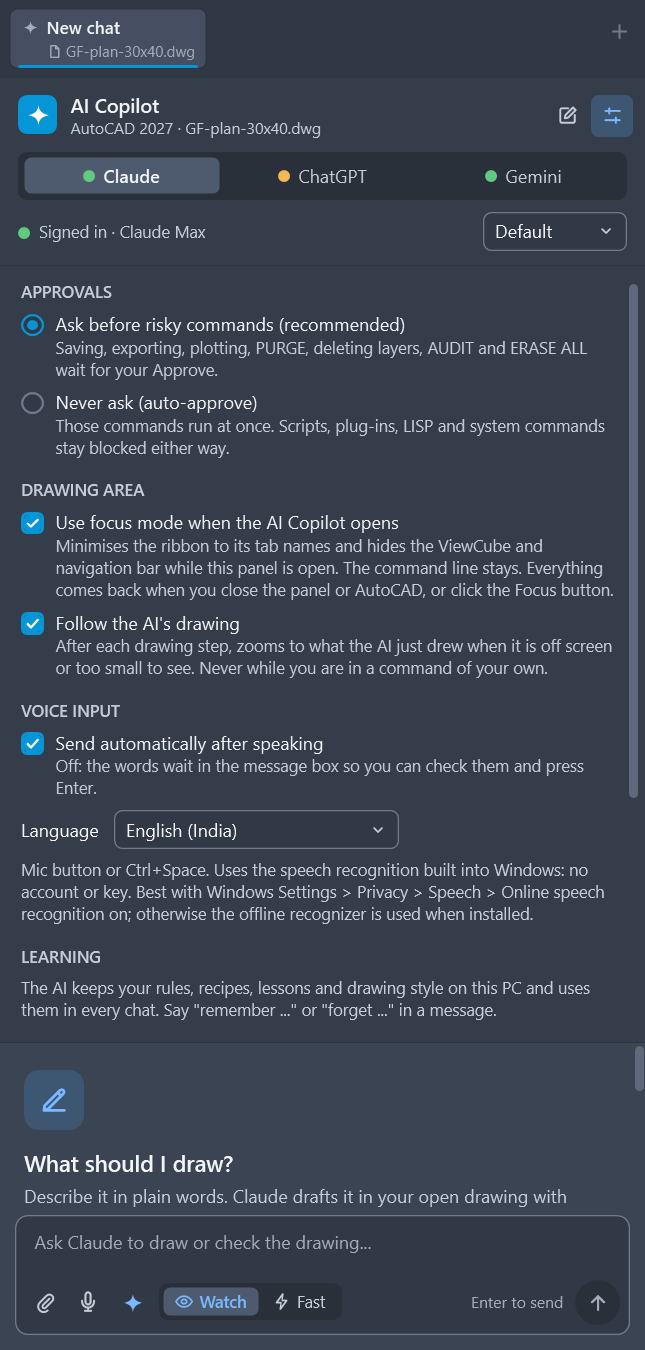 New chat
GF-plan-30x40.dwg
AI Copilot
AutoCAD 2027 · GF-plan-30x40.dwg
Claude
ChatGPT
Gemini
Signed in · Claude Max
Default
APPROVALS
Ask before risky commands (recommended)
Saving, exporting, plotting, PURGE, deleting layers, AUDIT and ERASE ALL
wait for your Approve.
Never ask (auto-approve)
Those commands run at once. Scripts, plug-ins, LISP and system commands
stay blocked either way.
DRAWING AREA
Use focus mode when the AI Copilot opens
Minimises the ribbon to its tab names and hides the ViewCube and
navigation bar while this panel is open. The command line stays. Everything
comes back when you close the panel or AutoCAD, or click the Focus button.
Follow the AI's drawing
After each drawing step, zooms to what the AI just drew when it is off screen
or too small to see. Never while you are in a command of your own.
VOICE INPUT
Send automatically after speaking
Off: the words wait in the message box so you can check them and press
Enter.
Language
English (India)
Mic button or Ctrl+Space. Uses the speech recognition built into Windows: no
account or key. Best with Windows Settings > Privacy > Speech > Online speech
recognition on; otherwise the offline recognizer is used when installed.
LEARNING
The AI keeps your rules, recipes, lessons and drawing style on this PC and uses
them in every chat. Say "remember ..." or "forget ..." in a message.
What should I draw?
Describe it in plain words. Claude drafts it in your open drawing with
Ask Claude to draw or check the drawing...
Watch
Fast
Enter to send